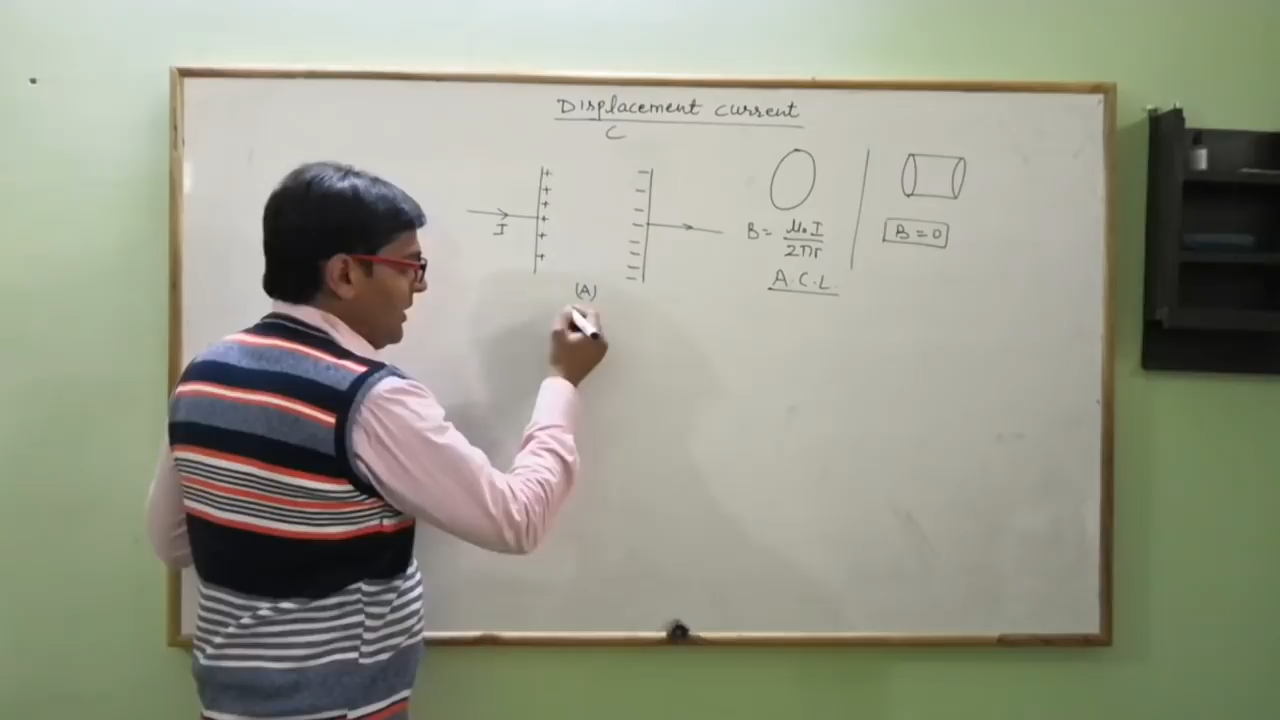 Displacement current
C
I
(A)
B = μ₀I / 2πr
A.C.L.
B = 0